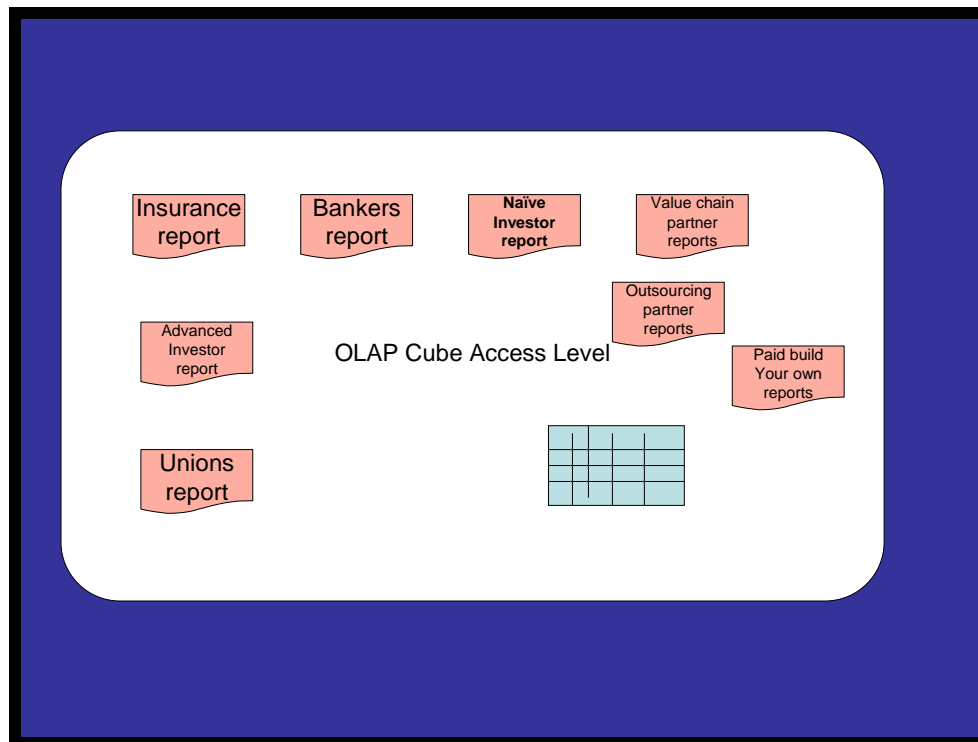 Insurance
report
Bankers
report
Naïve
Investor
report
Value chain
partner
reports
Outsourcing
partner
reports
Advanced
Investor
report
OLAP Cube Access Level
Paid build
Your own
reports
Unions
report